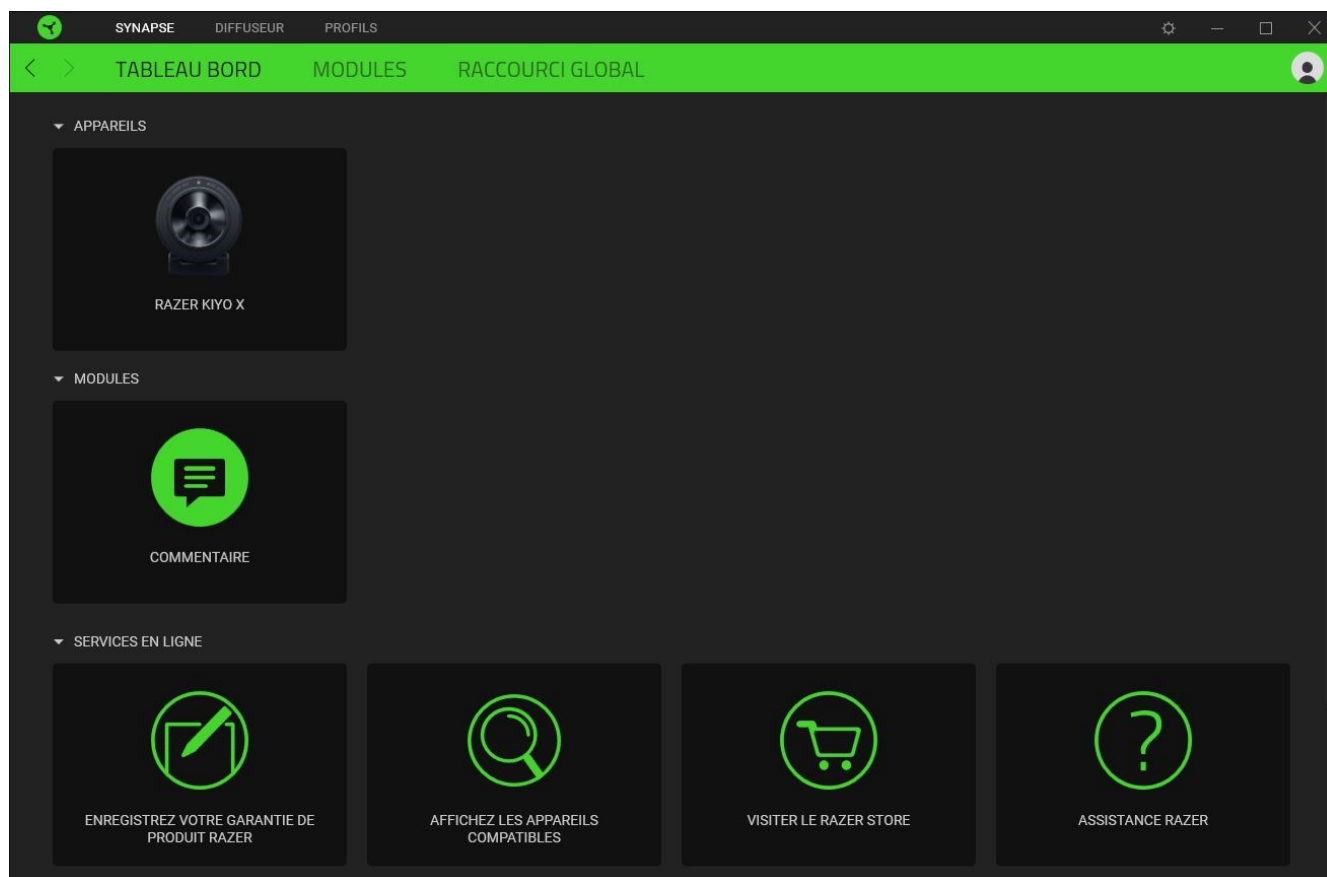 SYNAPSE DIFFUSEUR PROFILS
TABLEAU BORD MODULES RACCOURCI GLOBAL
APPAREILS
RAZER KIYO X
MODULES
COMMENTAIRE
SERVICES EN LIGNE
ENREGISTREZ VOTRE GARANTIE DE
PRODUIT RAZER
AFFICHEZ LES APPAREILS
COMPATIBLES
VISITER LE RAZER STORE
ASSISTANCE RAZER